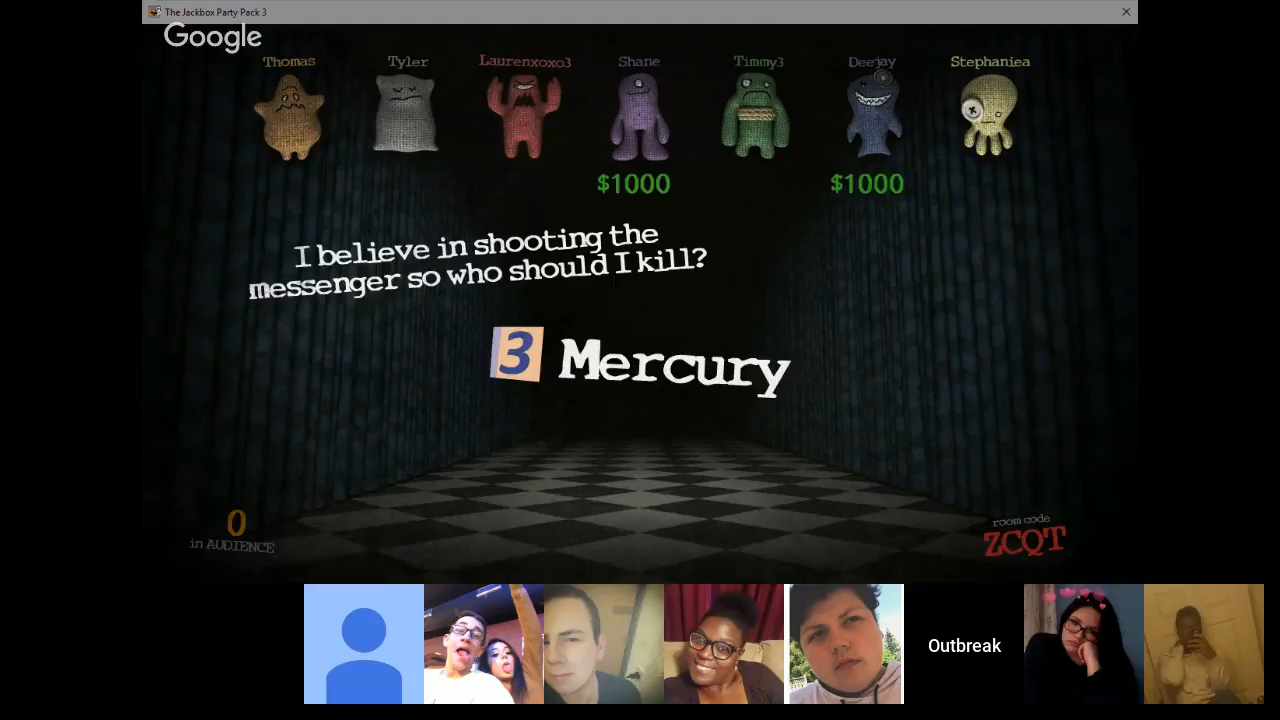 The Jackbox Party Pack 3
Google
Thomas Tyler Laurenxoxo3 Shane Timmy3 Deejay Stephaniea
$1000 $1000
I believe in shooting the
messenger so who should I kill?
3 Mercury
0
in AUDIENCE
room code
ZCQT
Outbreak